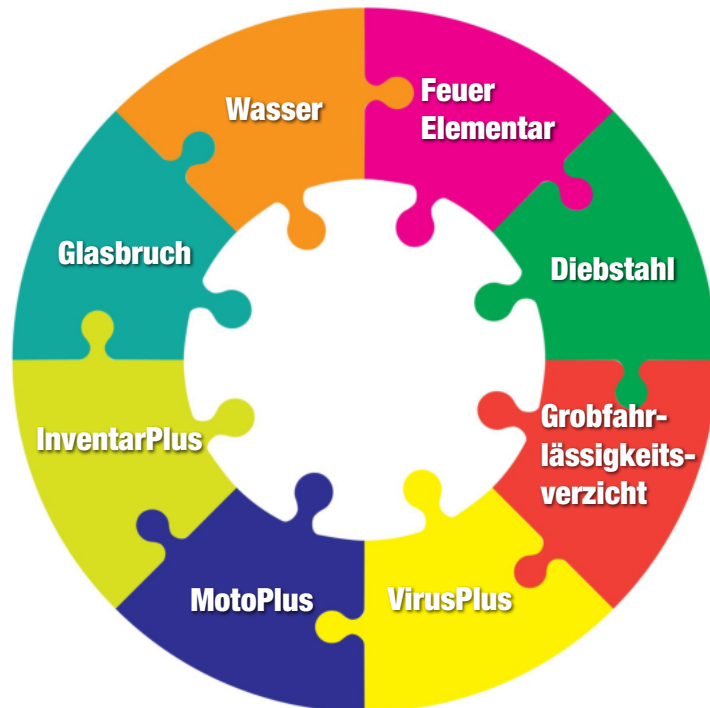 Wasser
Feuer
Elementar
Diebstahl
Grobfahr-
lässigkeits-
verzicht
VirusPlus
MotoPlus
InventarPlus
Glasbruch